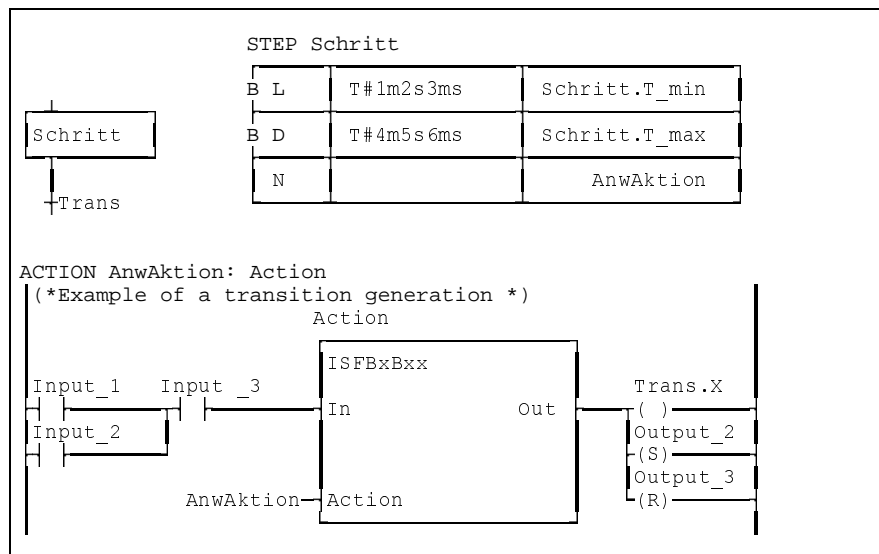 STEP Schritt
B L T#1m2s3ms Schritt.T_min
Schritt B D T#4m5s6ms Schritt.T_max
N AnwAktion
Trans
ACTION AnwAktion: Action
(*Example of a transition generation *)
Action
ISFBxBxx
Input_1 Input _3 Trans.X
In Out ( )
Input_2 Output_2
(S)
Output_3
AnwAktion Action (R)